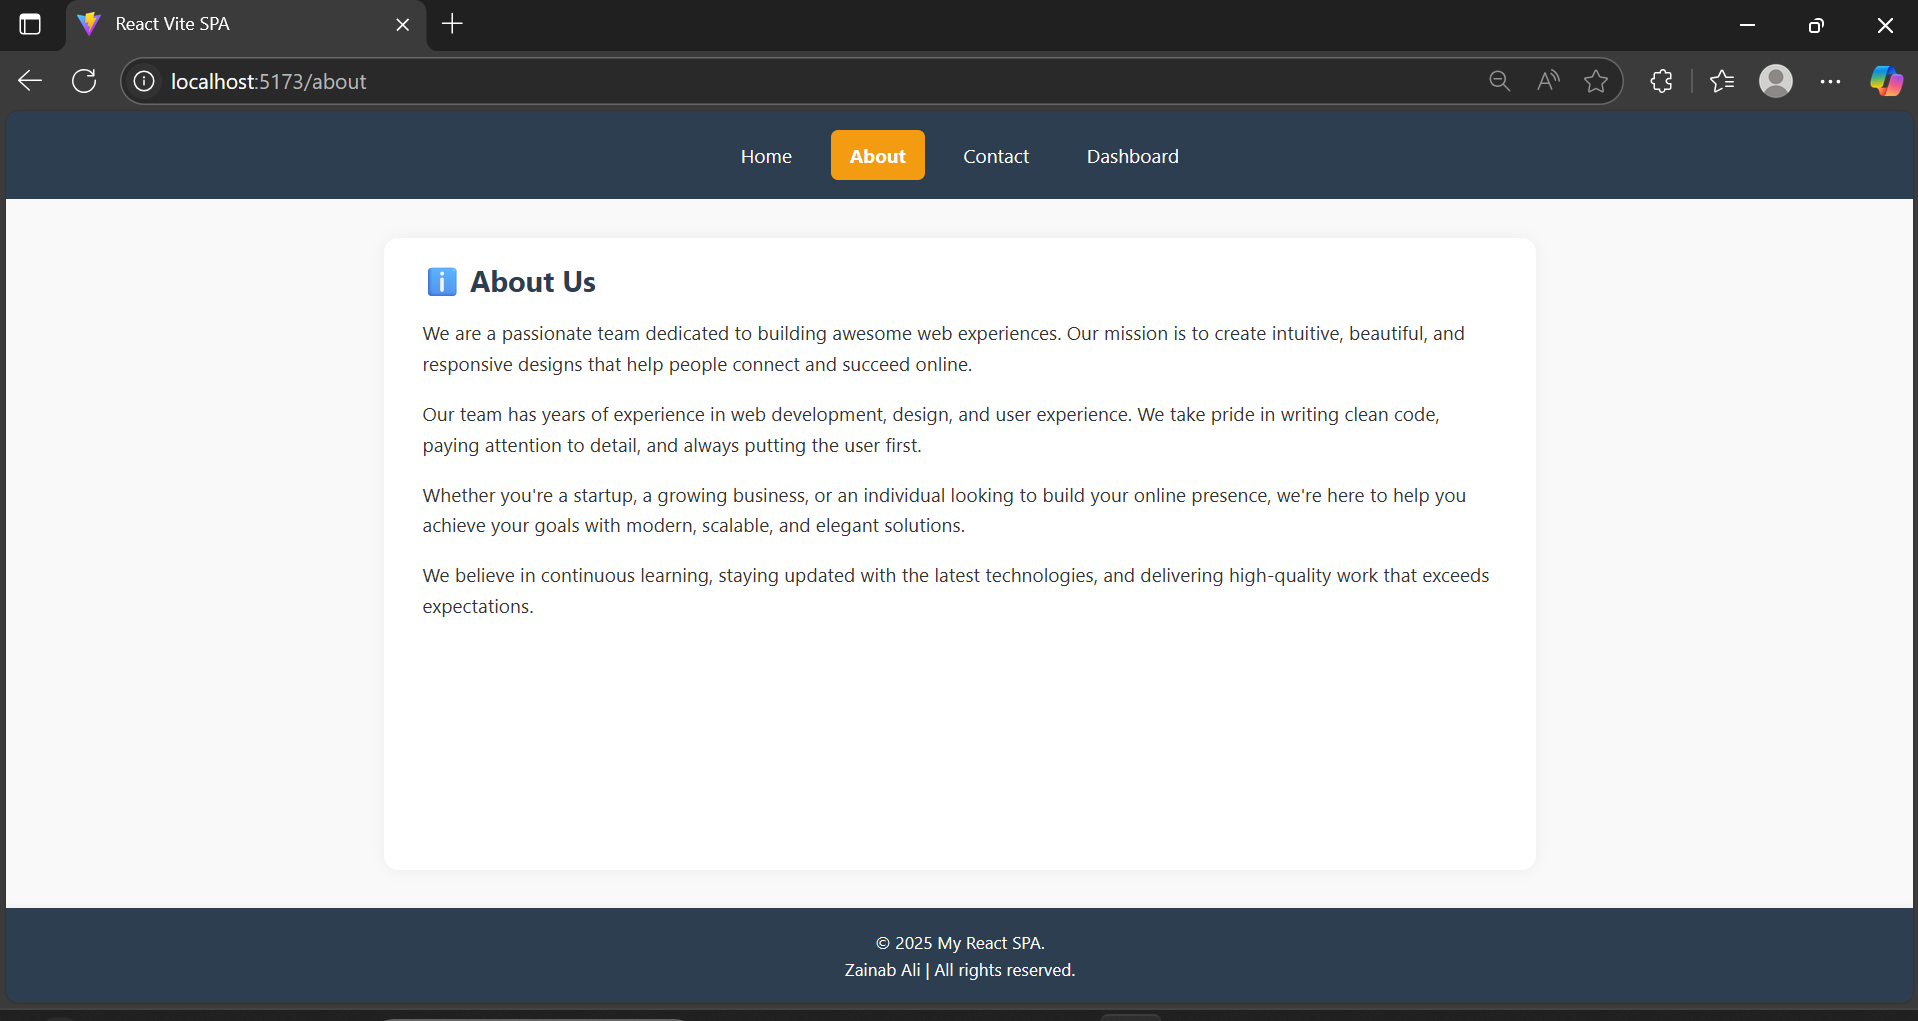 React Vite SPA
localhost:5173/about
Home
About
Contact
Dashboard
ℹ️ About Us
We are a passionate team dedicated to building awesome web experiences. Our mission is to create intuitive, beautiful, and
responsive designs that help people connect and succeed online.
Our team has years of experience in web development, design, and user experience. We take pride in writing clean code,
paying attention to detail, and always putting the user first.
Whether you're a startup, a growing business, or an individual looking to build your online presence, we're here to help you
achieve your goals with modern, scalable, and elegant solutions.
We believe in continuous learning, staying updated with the latest technologies, and delivering high-quality work that exceeds
expectations.
© 2025 My React SPA.
Zainab Ali | All rights reserved.